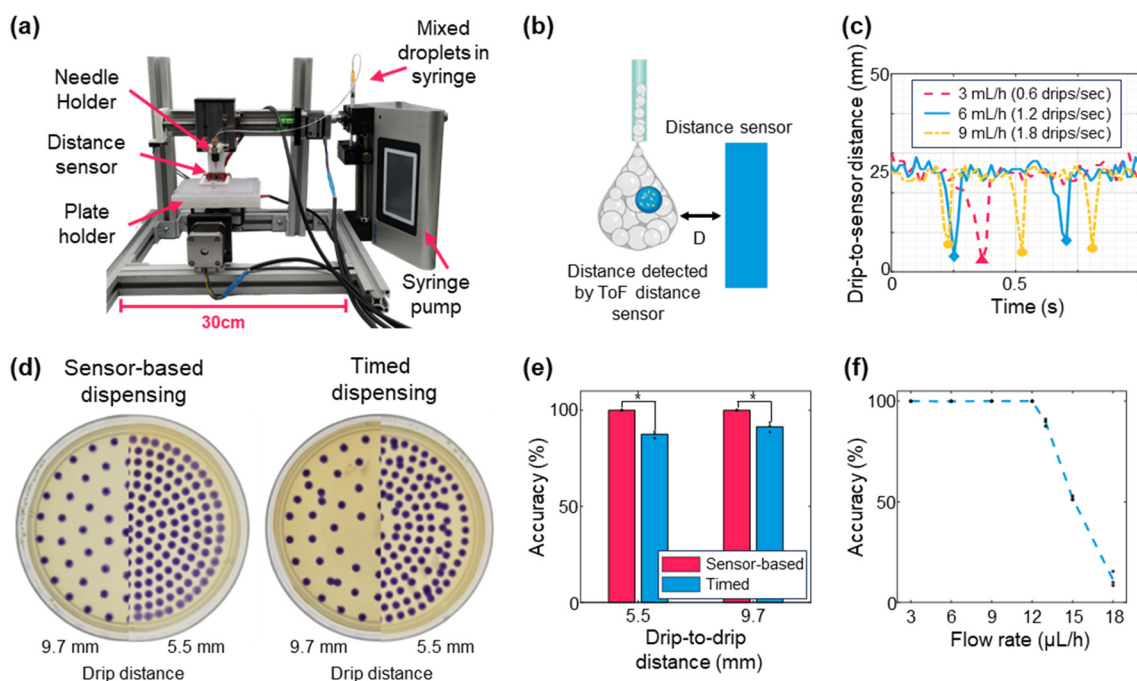 (a)
Mixed
droplets in
syringe
Needle
Holder
Distance
sensor
Plate
holder
Syringe
pump
30cm
(b)
Distance sensor
D
Distance detected
by ToF distance
sensor
(c)
Drip-to-sensor distance (mm)
50
25
0
3 mL/h (0.6 drips/sec)
6 mL/h (1.2 drips/sec)
9 mL/h (1.8 drips/sec)
0 0.5 1
Time (s)
(d)
Sensor-based
dispensing
Timed
dispensing
9.7 mm 5.5 mm
Drip distance
9.7 mm 5.5 mm
Drip distance
(e)
Accuracy (%)
100
50
0
* *
Sensor-based
Timed
5.5 9.7
Drip-to-drip
distance (mm)
(f)
Accuracy (%)
100
50
0
3 6 9 12 15 18
Flow rate (µL/h)